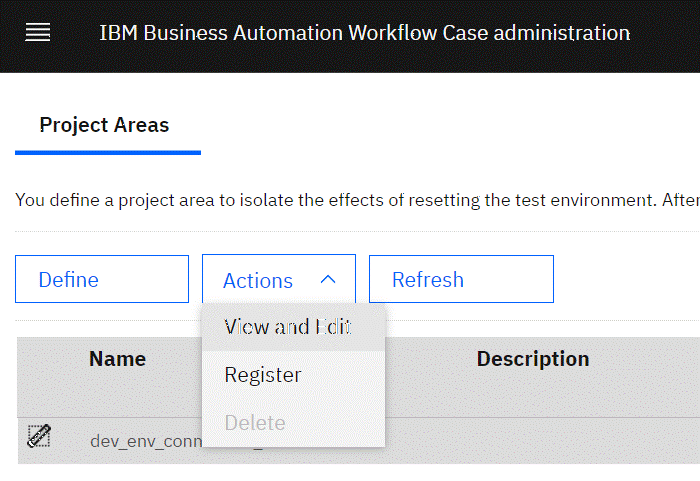 IBM Business Automation Workflow Case administration
Project Areas
You define a project area to isolate the effects of resetting the test environment. After
Define Actions Refresh
View and Edit
Name Description
Register
Delete